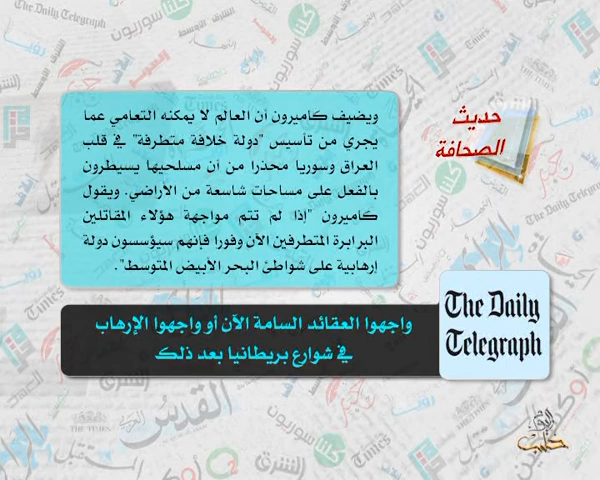 حديث
الصحافة
ويضيف كاميرون أن العالم لا يمكنه التعامي عما
يجري من تأسيس "دولة خلافة متطرفة" في قلب
العراق وسوريا محذرا من أن مسلحيها يسيطرون
بالفعل على مساحات شاسعة من الأراضي. ويقول
كاميرون "إذا لم تتم مواجهة هؤلاء المقاتلين
البرابرة المتطرفين الآن وفورا فإنهم سيؤسسون دولة
إرهابية على شواطئ البحر الأبيض المتوسط".
The Daily
Telegraph
واجهوا العقائد السامة الآن أو واجهوا الإرهاب
في شوارع بريطانيا بعد ذلك